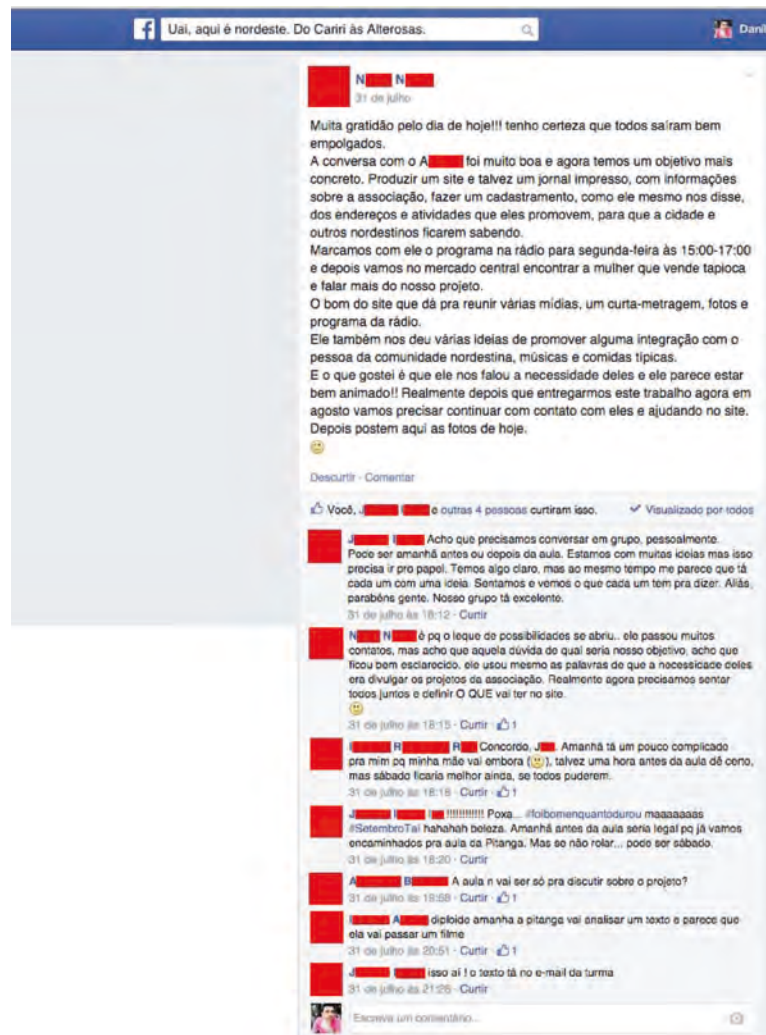 f Uai, aqui é nordeste. Do Cariri às Alterosas. Danil
N N
31 de julho
Muita gratidão pelo dia de hoje!!! tenho certeza que todos saíram bem
empolgados.
A conversa com o A foi muito boa e agora temos um objetivo mais
concreto. Produzir um site e talvez um jornal impresso, com informações
sobre a associação, fazer um cadastramento, como ele mesmo nos disse,
dos endereços e atividades que eles promovem, para que a cidade e
outros nordestinos ficarem sabendo.
Marcamos com ele o programa na rádio para segunda-feira às 15:00-17:00
e depois vamos no mercado central encontrar a mulher que vende tapioca
e falar mais do nosso projeto.
O bom do site que dá pra reunir várias mídias, um curta-metragem, fotos e
programa da rádio.
Ele também nos deu várias ideias de promover alguma integração com o
pessoa da comunidade nordestina, músicas e comidas típicas.
E o que gostei é que ele nos falou a necessidade deles e ele parece estar
bem animado!! Realmente depois que entregarmos este trabalho agora em
agosto vamos precisar continuar com contato com eles e ajudando no site.
Depois postem aqui as fotos de hoje.
Descurtir · Comentar
Você, J I e outras 4 pessoas curtiram isso. Visualizado por todos
J I Acho que precisamos conversar em grupo, pessoalmente.
Pode ser amanhã antes ou depois da aula. Estamos com muitas ideias mas isso
precisa ir pro papel. Temos algo claro, mas ao mesmo tempo me parece que tá
cada um com uma ideia. Sentamos e vemos o que cada um tem pra dizer. Aliás,
parabéns gente. Nosso grupo tá excelente.
31 de julho às 18:12 · Curtir
N N é pq o leque de possibilidades se abriu.. ele passou muitos
contatos, mas acho que aquela dúvida de qual seria nosso objetivo, acho que
ficou bem esclarecido, ele usou mesmo as palavras de que a necessidade deles
era divulgar os projetos da associação. Realmente agora precisamos sentar
todos juntos e definir O QUE vai ter no site.
31 de julho às 18:15 · Curtir · 1
I R R Concordo, J. Amanhã tá um pouco complicado
pra mim pq minha mãe vai embora ( ), talvez uma hora antes da aula dê certo,
mas sábado ficaria melhor ainda, se todos puderem.
31 de julho às 18:18 · Curtir · 1
J I !!!!!!!!!!!! Poxa... #foibomenquantodurou maaaaaaas
#SetembroTaí hahahah beleza. Amanhã antes da aula seria legal pq já vamos
encaminhados pra aula da Pitanga. Mas se não rolar... pode ser sábado.
31 de julho às 18:20 · Curtir
A B A aula n vai ser só pra discutir sobre o projeto?
31 de julho às 19:58 · Curtir · 1
I A diploide amanha a pitanga vai analisar um texto e parece que
ela vai passar um filme
31 de julho às 20:51 · Curtir · 1
J I isso aí ! o texto tá no e-mail da turma
31 de julho às 21:26 · Curtir
Escreva um comentário...